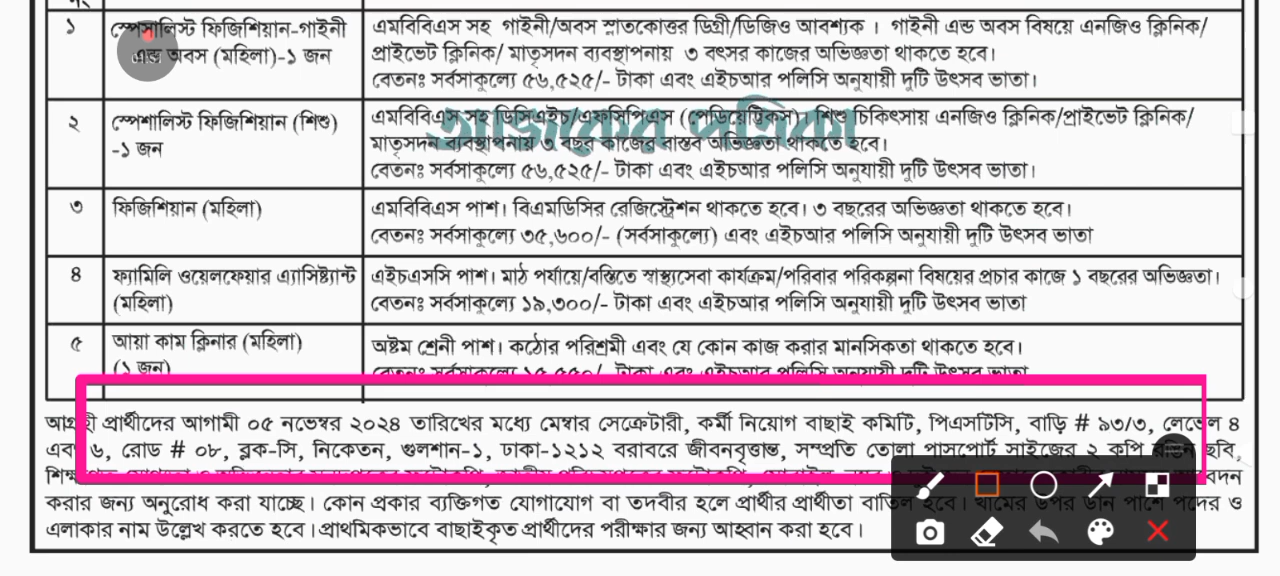 ১
স্পেসালিস্ট ফিজিশিয়ান-গাইনী
এন্ড অবস (মহিলা)-১ জন
এমবিবিএস সহ গাইনী/অবস স্নাতকোত্তর ডিগ্রী/ডিজিও আবশ্যক । গাইনী এন্ড অবস বিষয়ে এনজিও ক্লিনিক/
প্রাইভেট ক্লিনিক/ মাতৃসদন ব্যবস্থাপনায় ৩ বৎসর কাজের অভিজ্ঞতা থাকতে হবে।
বেতনঃ সর্বসাকুল্যে ৫৬,৫২৫/- টাকা এবং এইচআর পলিসি অনুযায়ী দুটি উৎসব ভাতা।
২
স্পেশালিস্ট ফিজিশিয়ান (শিশু)
-১ জন
এমবিবিএস সহ ডিসিএইচ/এফসিপিএস (পেডিয়েট্রিকস)। শিশু চিকিৎসায় এনজিও ক্লিনিক/প্রাইভেট ক্লিনিক/
মাতৃসদন ব্যবস্থাপনায় ৩ বছর কাজের বাস্তব অভিজ্ঞতা থাকতে হবে।
বেতনঃ সর্বসাকুল্যে ৫৬,৫২৫/- টাকা এবং এইচআর পলিসি অনুযায়ী দুটি উৎসব ভাতা।
আজকের পত্রিকা
৩
ফিজিশিয়ান (মহিলা)
এমবিবিএস পাশ। বিএমডিসির রেজিস্ট্রেশন থাকতে হবে। ৩ বছরের অভিজ্ঞতা থাকতে হবে।
বেতনঃ সর্বসাকুল্যে ৩৫,৬০০/- (সর্বসাকুল্যে) এবং এইচআর পলিসি অনুযায়ী দুটি উৎসব ভাতা
৪
ফ্যামিলি ওয়েলফেয়ার এ্যাসিষ্ট্যান্ট
(মহিলা)
এইচএসসি পাশ। মাঠ পর্যায়ে/বস্তিতে স্বাস্থ্যসেবা কার্যক্রম/পরিবার পরিকল্পনা বিষয়ের প্রচার কাজে ১ বছরের অভিজ্ঞতা।
বেতনঃ সর্বসাকুল্যে ১৯,৩০০/- টাকা এবং এইচআর পলিসি অনুযায়ী দুটি উৎসব ভাতা
৫
আয়া কাম ক্লিনার (মহিলা)
(১ জন)
অষ্টম শ্রেনী পাশ। কঠোর পরিশ্রমী এবং যে কোন কাজ করার মানসিকতা থাকতে হবে।
বেতনঃ সর্বসাকুল্যে টাকা এবং এইচআর পলিসি অনুযায়ী দুটি উৎসব ভাতা
আগ্রহী প্রার্থীদের আগামী ০৫ নভেম্বর ২০২৪ তারিখের মধ্যে মেম্বার সেক্রেটারী, কর্মী নিয়োগ বাছাই কমিটি, পিএসটিসি, বাড়ি # ৯৩/৩, লেভেল ৪
এবং ৬, রোড # ০৮, ব্লক-সি, নিকেতন, গুলশান-১, ঢাকা-১২১২ বরাবরে জীবনবৃত্তান্ত, সম্প্রতি তোলা পাসপোর্ট সাইজের ২ কপি রঙিন ছবি,
করার জন্য অনুরোধ করা যাচ্ছে। কোন প্রকার ব্যক্তিগত যোগাযোগ বা তদবীর হলে প্রার্থীর প্রার্থীতা বাতিল হবে। খামের উপর ডান পাশে পদের ও
এলাকার নাম উল্লেখ করতে হবে।প্রাথমিকভাবে বাছাইকৃত প্রার্থীদের পরীক্ষার জন্য আহ্বান করা হবে।